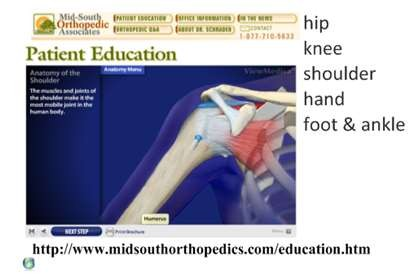 Mid-South
Orthopedic
Associates
PATIENT EDUCATION
OFFICE INFORMATION
IN THE NEWS
ORTHOPEDIC Q&A
ABOUT DR. SCHRADER
CONTACT
1-877-710-5633
Patient Education
Anatomy of the
Shoulder
Anatomy Menu
ViewMedica
The muscles and joints of
the shoulder make it the
most mobile joint in the
human body.
Humerus
NEXT STEP
Print Brochure
hip
knee
shoulder
hand
foot & ankle
http://www.midsouthorthopedics.com/education.htm